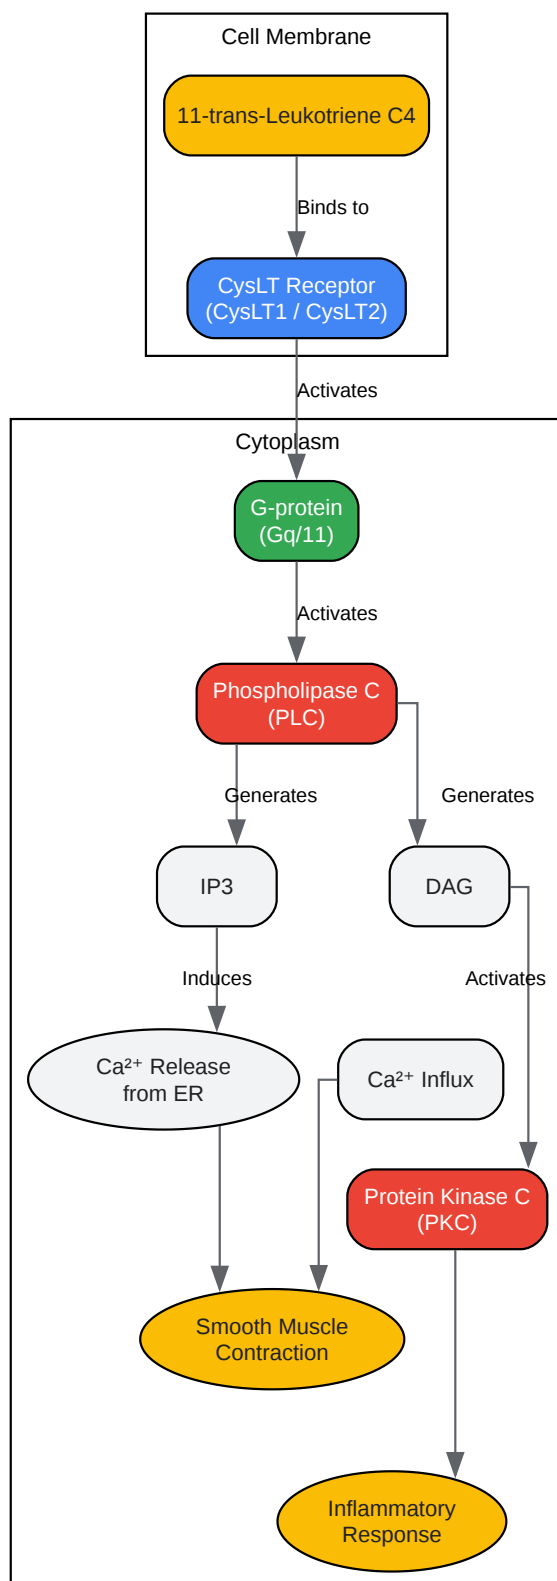 Cell Membrane
11-trans-Leukotriene C4
Binds to
CysLT Receptor
(CysLT1 / CysLT2)
Activates
Cytoplasm
G-protein
(Gq/11)
Activates
Phospholipase C
(PLC)
Generates
Generates
IP3
DAG
Induces
Activates
Ca²⁺ Release
from ER
Ca²⁺ Influx
Protein Kinase C
(PKC)
Smooth Muscle
Contraction
Inflammatory
Response